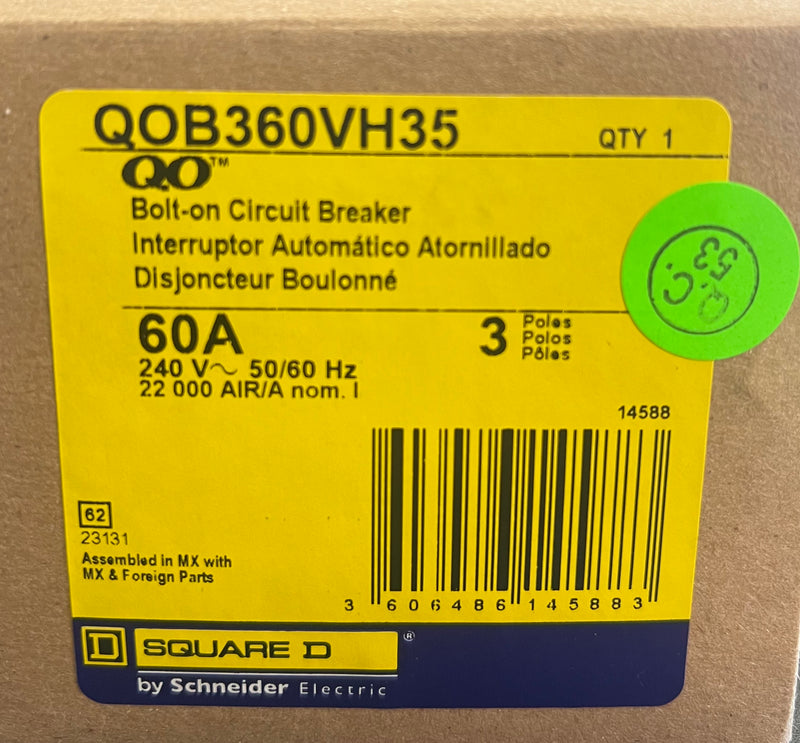 QOB360VH35 QTY 1
QO™
Bolt-on Circuit Breaker
Interruptor Automático Atornillado
Disjoncteur Boulonné
60A
240 V~ 50/60 Hz
22 000 AIR/A nom. I
3 Poles
Polos
Pôles
Q.C.
53
14588
3 606486 145883
62
23131
Assembled in MX with
MX & Foreign Parts
D SQUARE D ®
by Schneider Electric